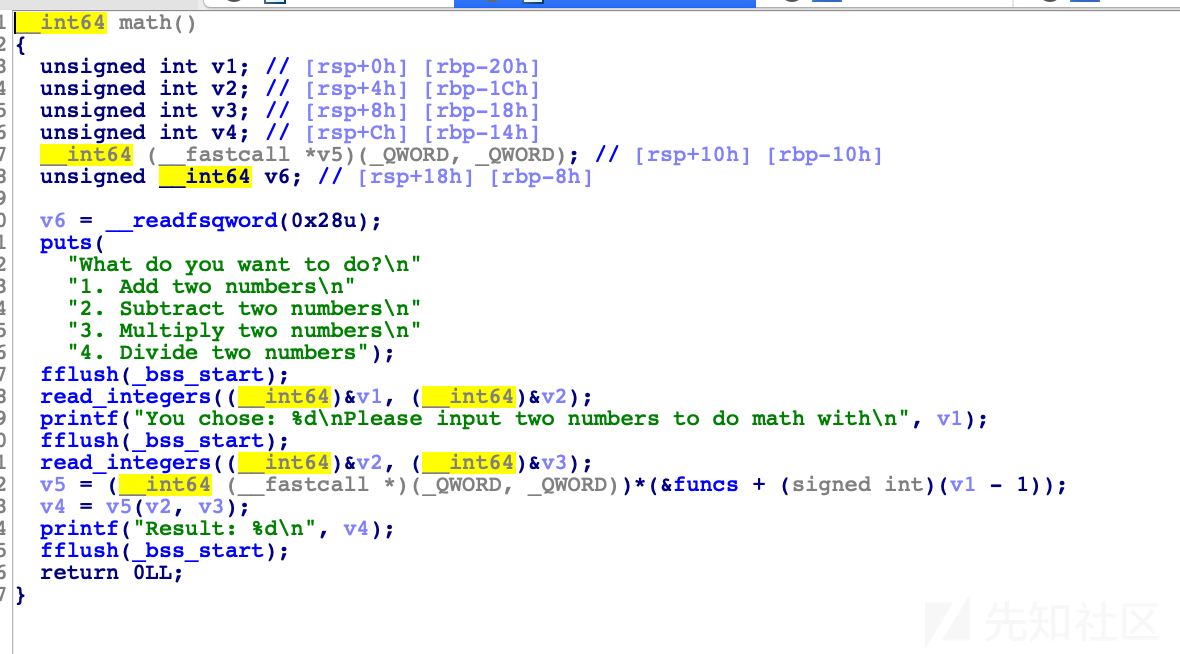 1 __int64 math()
2 {
3 unsigned int v1; // [rsp+0h] [rbp-20h]
4 unsigned int v2; // [rsp+4h] [rbp-1Ch]
5 unsigned int v3; // [rsp+8h] [rbp-18h]
6 unsigned int v4; // [rsp+Ch] [rbp-14h]
7 __int64 (__fastcall *v5)(_QWORD, _QWORD); // [rsp+10h] [rbp-10h]
8 unsigned __int64 v6; // [rsp+18h] [rbp-8h]
9
0 v6 = __readfsqword(0x28u);
1 puts(
2 "What do you want to do?\n"
3 "1. Add two numbers\n"
4 "2. Subtract two numbers\n"
5 "3. Multiply two numbers\n"
6 "4. Divide two numbers");
7 fflush(_bss_start);
8 read_integers((__int64)&v1, (__int64)&v2);
9 printf("You chose: %d\nPlease input two numbers to do math with\n", v1);
0 fflush(_bss_start);
1 read_integers((__int64)&v2, (__int64)&v3);
2 v5 = (__int64 (__fastcall *)(_QWORD, _QWORD))*(&funcs + (signed int)(v1 - 1));
3 v4 = v5(v2, v3);
4 printf("Result: %d\n", v4);
5 fflush(_bss_start);
6 return 0LL;
7 }
先知社区